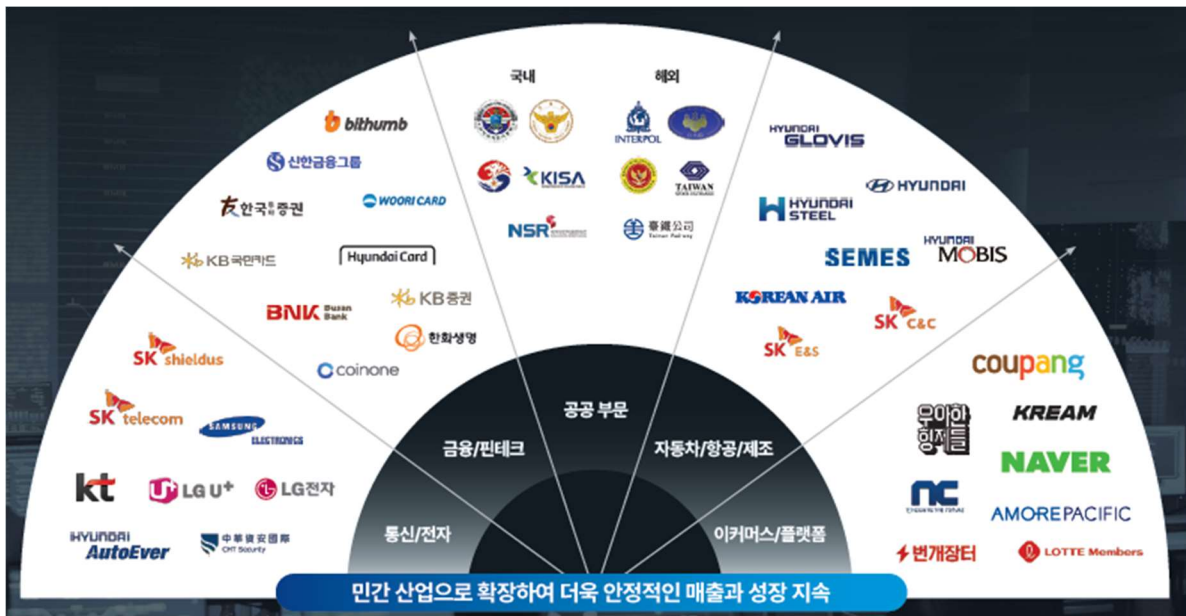 국내
해외
INTERPOL
KISA
TAIWAN
NSR
臺鐵公司
Taiwan Railway
bithumb
신한금융그룹
友한국투자증권
WOORI CARD
KB 국민카드
Hyundai Card
BNK Busan
Bank
KB 증권
한화생명
coinone
SK shieldus
SK telecom
SAMSUNG
ELECTRONICS
kt
U+ LG U+
LG전자
HYUNDAI
AutoEver
中華資安國際
CHT Security
HYUNDAI
GLOVIS
HYUNDAI
HYUNDAI
STEEL
SEMES
HYUNDAI
MOBIS
KOREAN AIR
SK C&C
SK E&S
coupang
우아한
형제들
KREAM
NAVER
NC
AMOREPACIFIC
번개장터
LOTTE Members
통신/전자
금융/핀테크
공공 부문
자동차/항공/제조
이커머스/플랫폼
민간 산업으로 확장하여 더욱 안정적인 매출과 성장 지속